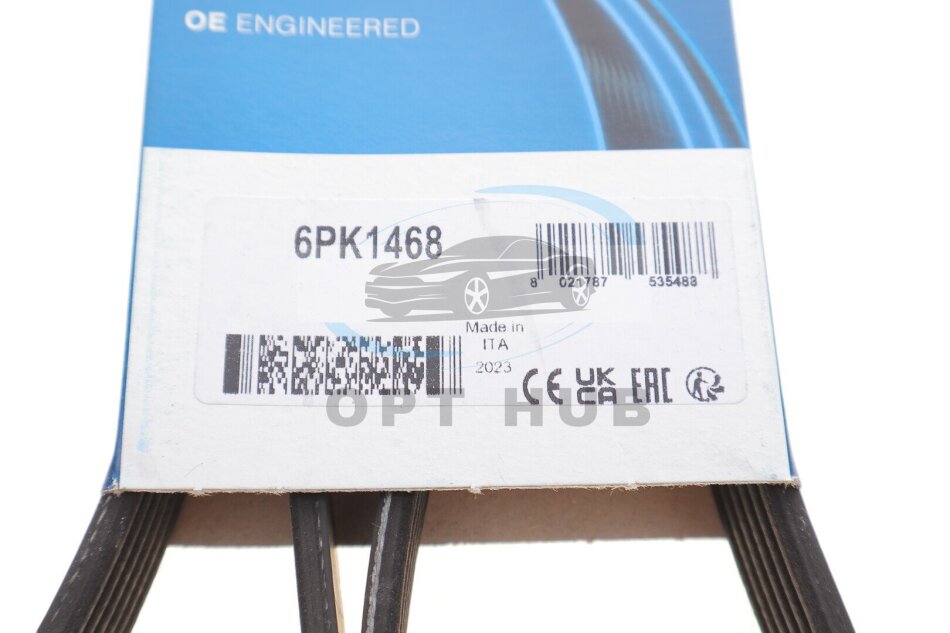 OE ENGINEERED
6PK1468
8 021787 535488
Made in
ITA
2023
CE UK CA EAC
OPT HUB